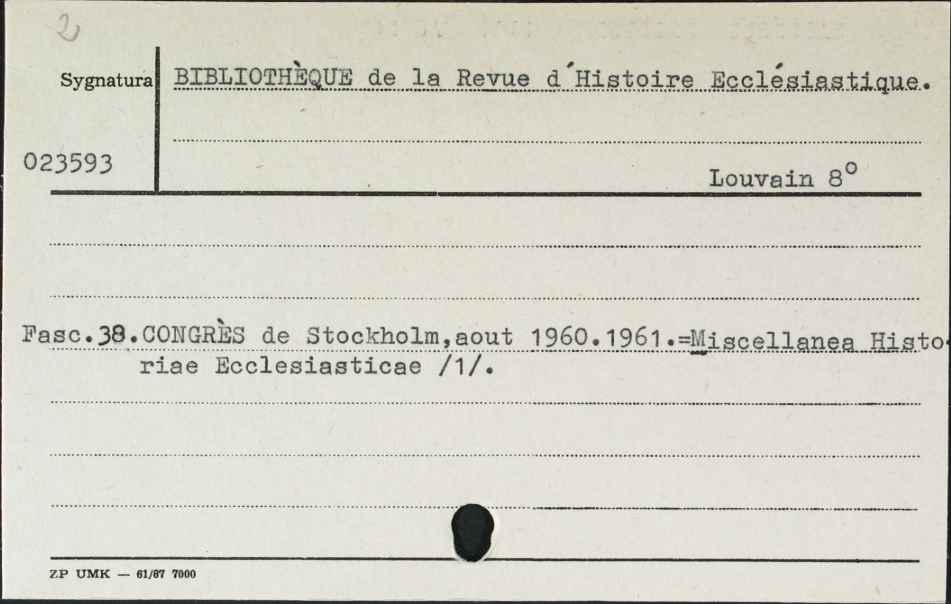 2
Sygnatura
BIBLIOTHÈQUE de la Revue d´Histoire Ecclésiastique.
023593
Louvain 8º
Fasc.38.CONGRÈS de Stockholm,aout 1960.1961.=Miscellanea Histo-
riae Ecclesiasticae /1/.
ZP UMK — 61/87 7000